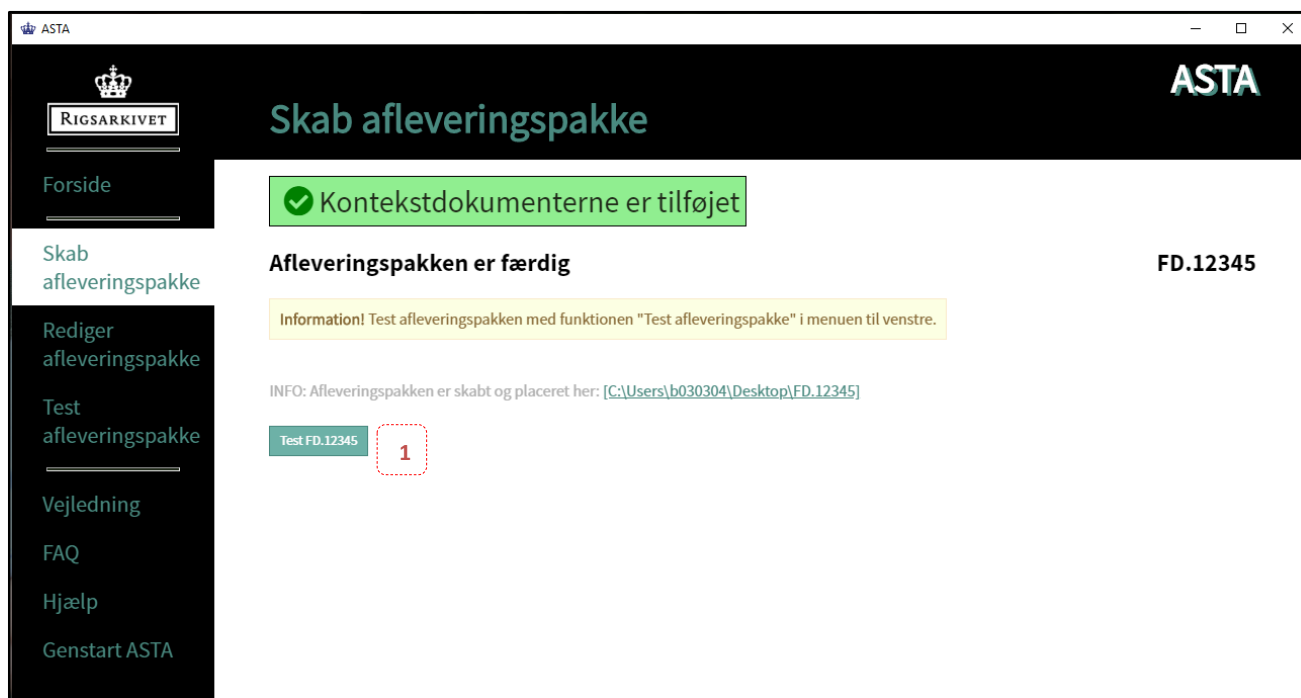 ASTA
ASTA
RIGSARKIVET
Skab afleveringspakke
Forside
Skab
afleveringspakke
Rediger
afleveringspakke
Test
afleveringspakke
Vejledning
FAQ
Hjælp
Genstart ASTA
Kontekstdokumenterne er tilføjet
Afleveringspakken er færdig
FD.12345
Information! Test afleveringspakken med funktionen "Test afleveringspakke" i menuen til venstre.
INFO: Afleveringspakken er skabt og placeret her: [C:\Users\b030304\Desktop\FD.12345]
Test FD.12345
1